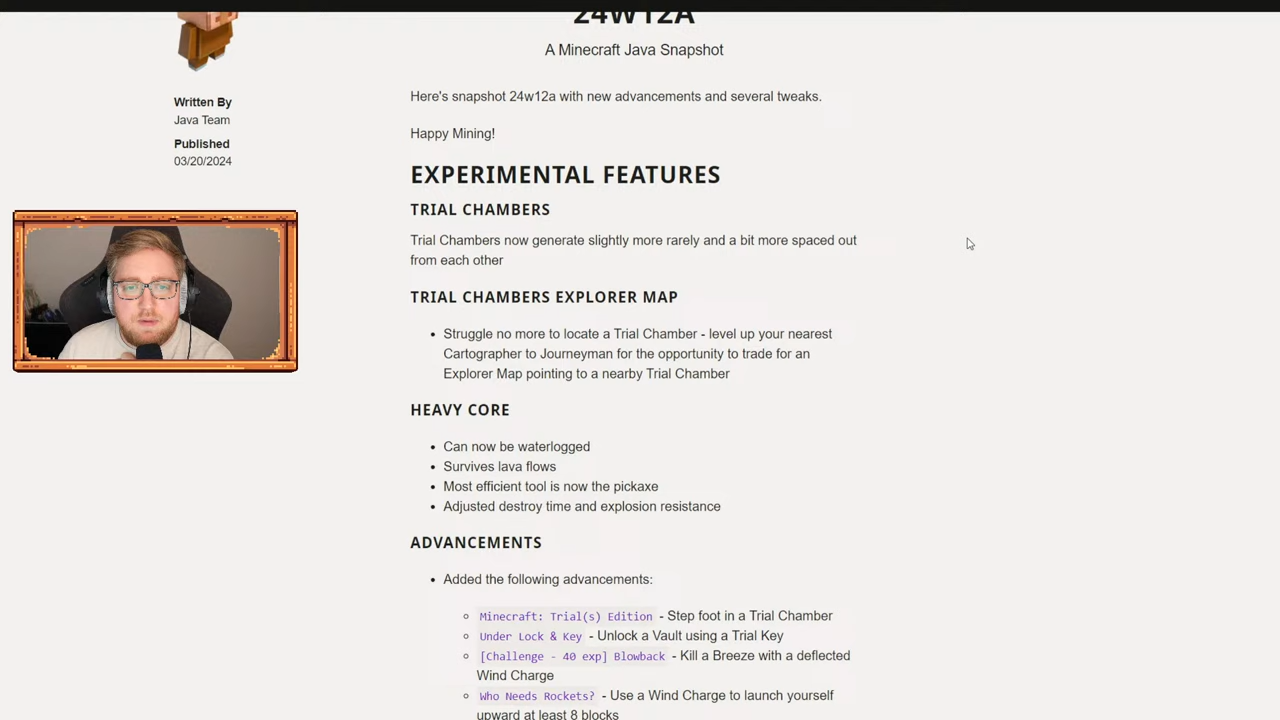 24W12A
A Minecraft Java Snapshot
Written By
Java Team
Published
03/20/2024
Here's snapshot 24w12a with new advancements and several tweaks.
Happy Mining!
EXPERIMENTAL FEATURES
TRIAL CHAMBERS
Trial Chambers now generate slightly more rarely and a bit more spaced out
from each other
TRIAL CHAMBERS EXPLORER MAP
• Struggle no more to locate a Trial Chamber - level up your nearest
Cartographer to Journeyman for the opportunity to trade for an
Explorer Map pointing to a nearby Trial Chamber
HEAVY CORE
• Can now be waterlogged
• Survives lava flows
• Most efficient tool is now the pickaxe
• Adjusted destroy time and explosion resistance
ADVANCEMENTS
• Added the following advancements:
◦ Minecraft: Trial(s) Edition - Step foot in a Trial Chamber
◦ Under Lock & Key - Unlock a Vault using a Trial Key
◦ [Challenge - 40 exp] Blowback - Kill a Breeze with a deflected
Wind Charge
◦ Who Needs Rockets? - Use a Wind Charge to launch yourself
upward at least 8 blocks